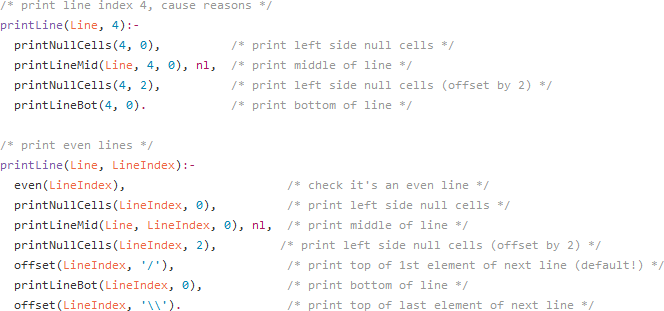 /* print line index 4, cause reasons */
printLine(Line, 4):-
printNullCells(4, 0), /* print left side null cells */
printLineMid(Line, 4, 0), nl, /* print middle of line */
printNullCells(4, 2), /* print left side null cells (offset by 2) */
printLineBot(4, 0). /* print bottom of line */
/* print even lines */
printLine(Line, LineIndex):-
even(LineIndex), /* check it's an even line */
printNullCells(LineIndex, 0), /* print left side null cells */
printLineMid(Line, LineIndex, 0), nl, /* print middle of line */
printNullCells(LineIndex, 2), /* print left side null cells (offset by 2) */
offset(LineIndex, '/'), /* print top of 1st element of next line (default!) */
printLineBot(LineIndex, 0), /* print bottom of line */
offset(LineIndex, '\\'). /* print top of last element of next line */